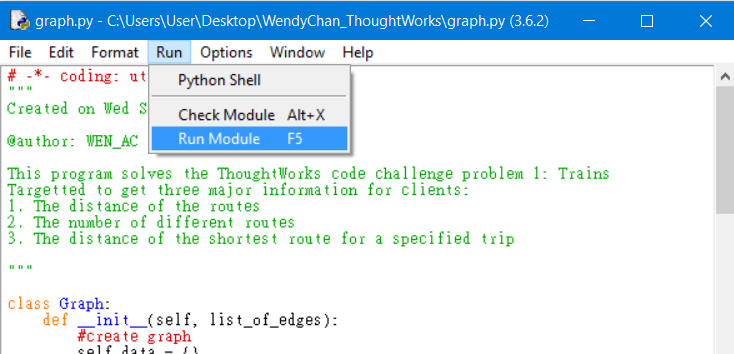 graph.py - C:\Users\User\Desktop\WendyChan_ThoughtWorks\graph.py (3.6.2)
File Edit Format Run Options Window Help
# -*- coding: ut
Python Shell
"""
Created on Wed S
Check Module Alt+X
@author: WEN_AC
Run Module F5
This program solves the ThoughtWorks code challenge problem 1: Trains
Targetted to get three major information for clients:
1. The distance of the routes
2. The number of different routes
3. The distance of the shortest route for a specified trip
"""
class Graph:
def __init__(self, list_of_edges):
#create graph
self.data = {}